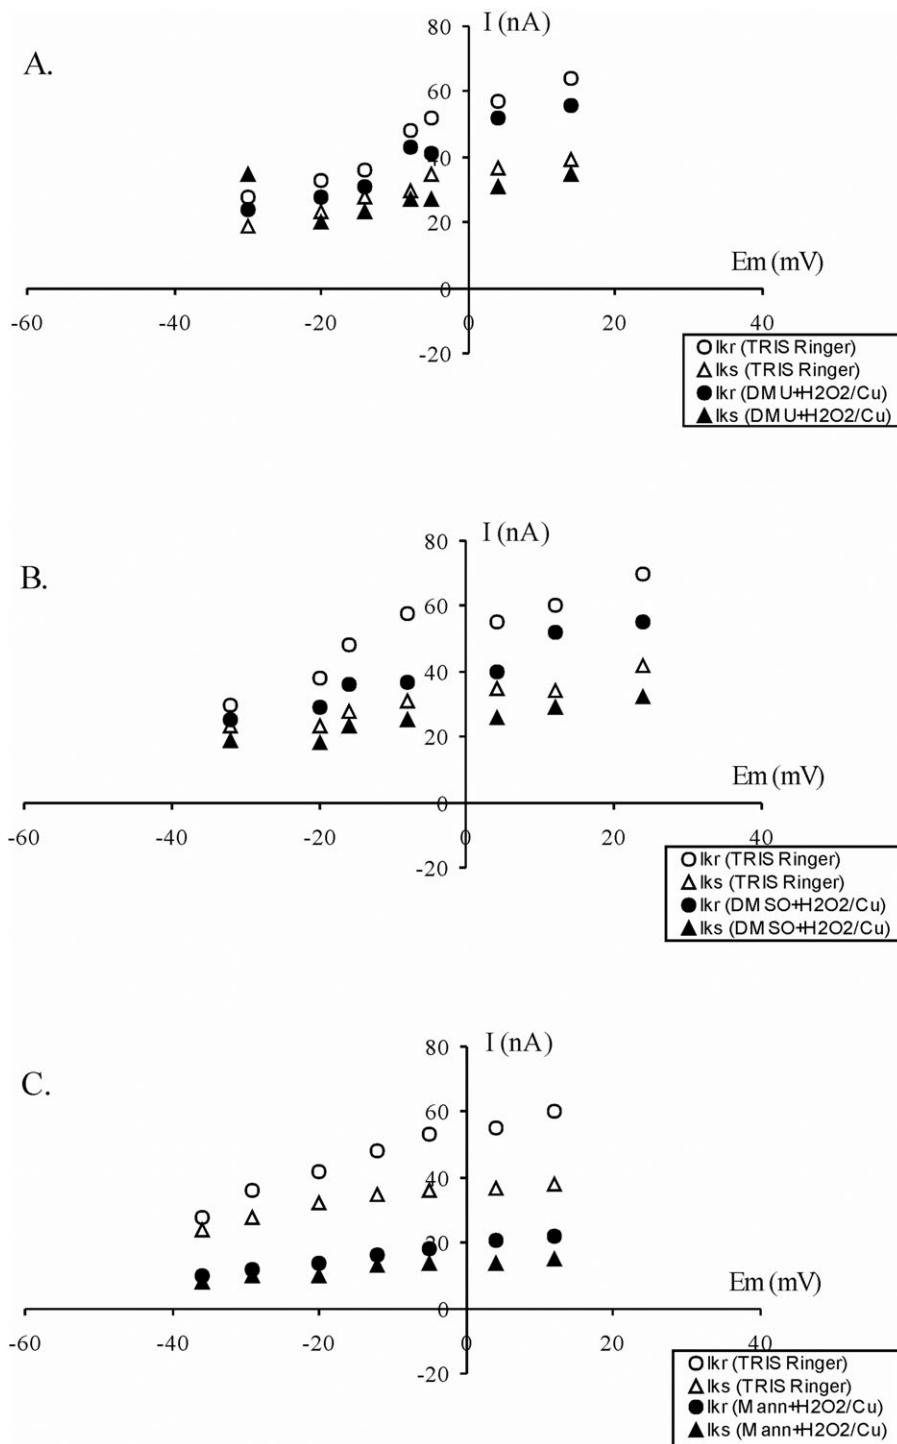 80 I (nA)
A.
60
40
20
Em (mV)
0
-60 -40 -20 0 20 40
-20
Ikr (TRIS Ringer)
Iks (TRIS Ringer)
Ikr (DMU+H2O2/Cu)
Iks (DMU+H2O2/Cu)
80 I (nA)
B.
60
40
20
Em (mV)
0
-60 -40 -20 0 20 40
-20
Ikr (TRIS Ringer)
Iks (TRIS Ringer)
Ikr (DMSO+H2O2/Cu)
Iks (DMSO+H2O2/Cu)
80 I (nA)
C.
60
40
20
Em (mV)
0
-60 -40 -20 0 20 40
-20
Ikr (TRIS Ringer)
Iks (TRIS Ringer)
Ikr (Mann+H2O2/Cu)
Iks (Mann+H2O2/Cu)